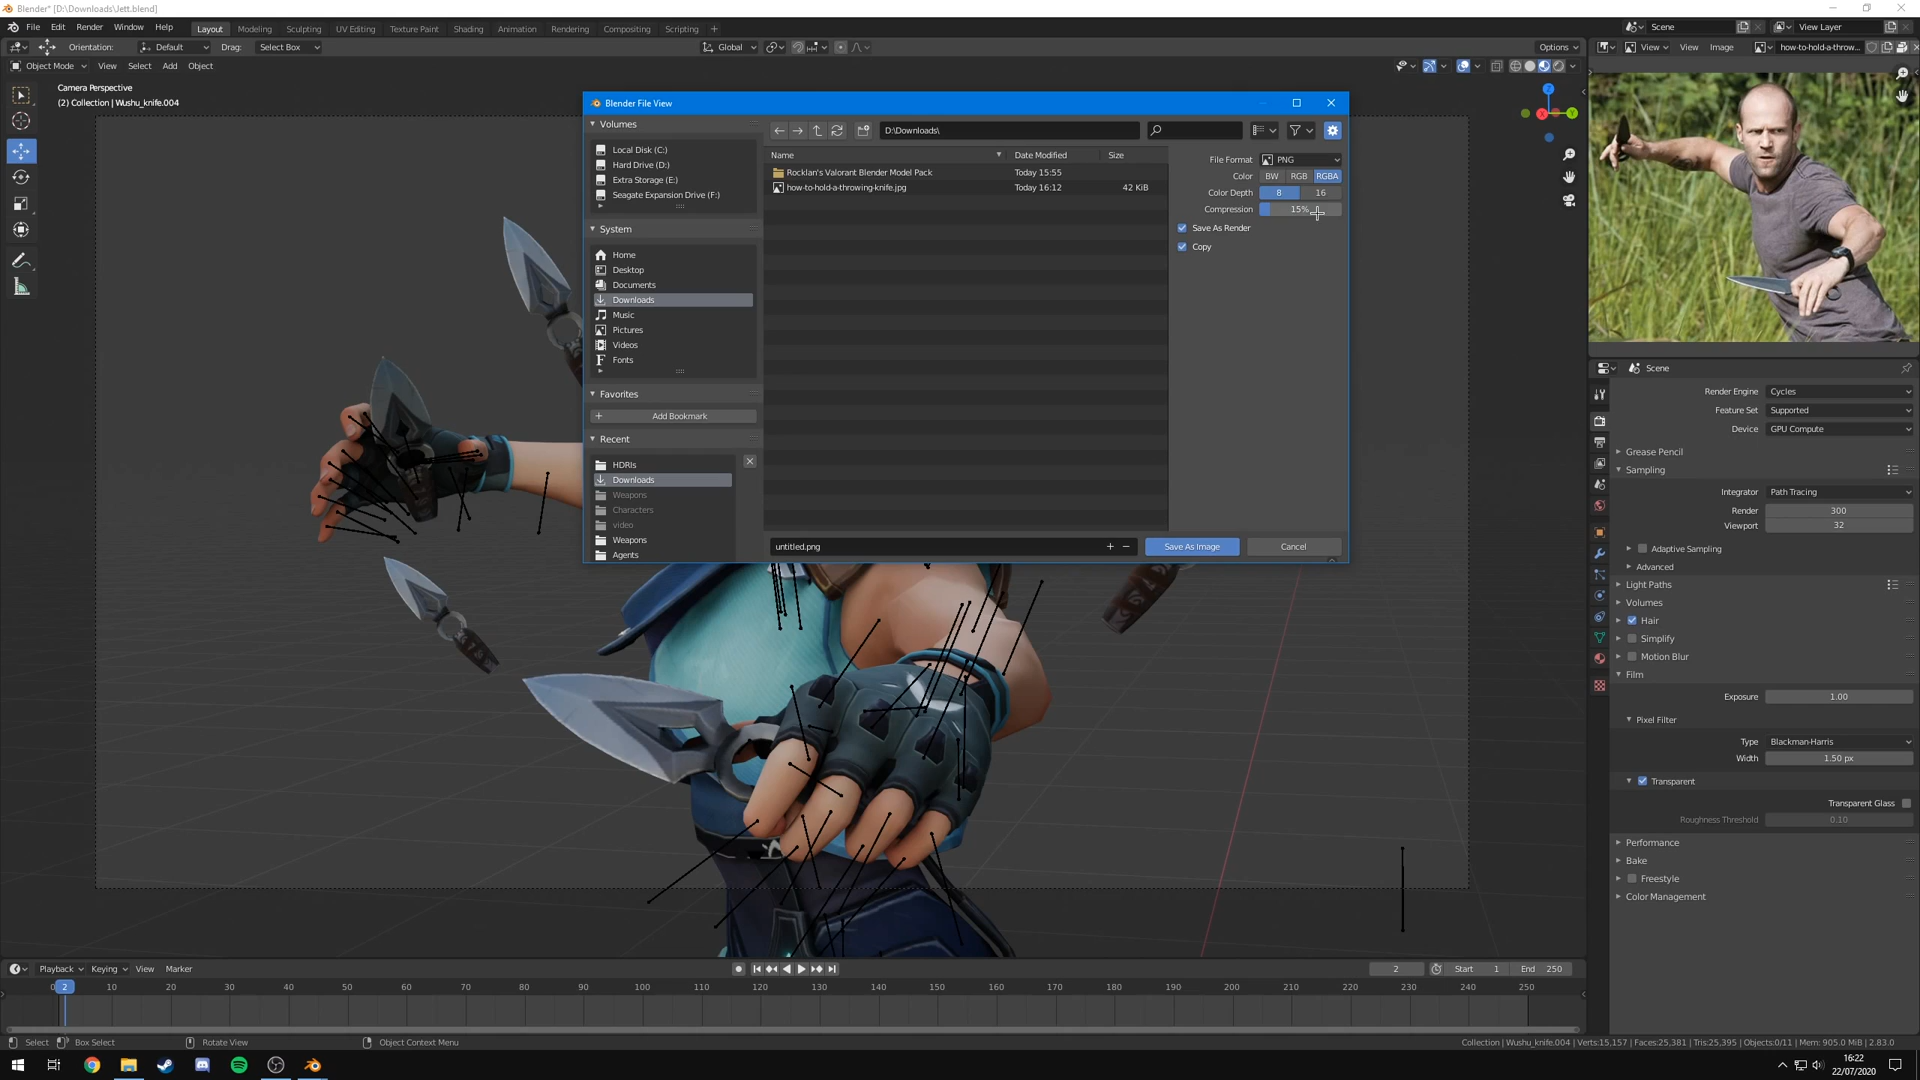 Blender* [D:\Downloads\Jett.blend]
File Edit Render Window Help Layout Modeling Sculpting UV Editing Texture Paint Shading Animation Rendering Compositing Scripting + Scene View Layer
Orientation: Default Drag: Select Box Global Options View View Image how-to-hold-a-throw...
Object Mode View Select Add Object
Camera Perspective
(2) Collection | Wushu_knife.004
Blender File View
Volumes
Local Disk (C:)
Hard Drive (D:)
Extra Storage (E:)
Seagate Expansion Drive (F:)
System
Home
Desktop
Documents
Downloads
Music
Pictures
Videos
Fonts
Favorites
Add Bookmark
Recent
HDRIs
Downloads
Weapons
Characters
video
Weapons
Agents
D:\Downloads\
Name Date Modified Size
Rocklan's Valorant Blender Model Pack Today 15:55
how-to-hold-a-throwing-knife.jpg Today 16:12 42 KiB
File Format PNG
Color BW RGB RGBA
Color Depth 8 16
Compression 15%
Save As Render
Copy
untitled.png + − Save As Image Cancel
Z
Y
X
Scene
Render Engine Cycles
Feature Set Supported
Device GPU Compute
Grease Pencil
Sampling
Integrator Path Tracing
Render 300
Viewport 32
Adaptive Sampling
Advanced
Light Paths
Volumes
Hair
Simplify
Motion Blur
Film
Exposure 1.00
Pixel Filter
Type Blackman-Harris
Width 1.50 px
Transparent
Transparent Glass
Roughness Threshold 0.10
Performance
Bake
Freestyle
Color Management
Playback Keying View Marker 2 Start 1 End 250
0 2 10 20 30 40 50 60 70 80 90 100 110 120 130 140 150 160 170 180 190 200 210 220 230 240 250
Select Box Select Rotate View Object Context Menu Collection | Wushu_knife.004 | Verts:15,157 | Faces:25,381 | Tris:25,395 | Objects:0/11 | Mem: 905.0 MiB | 2.83.0
16:22
22/07/2020